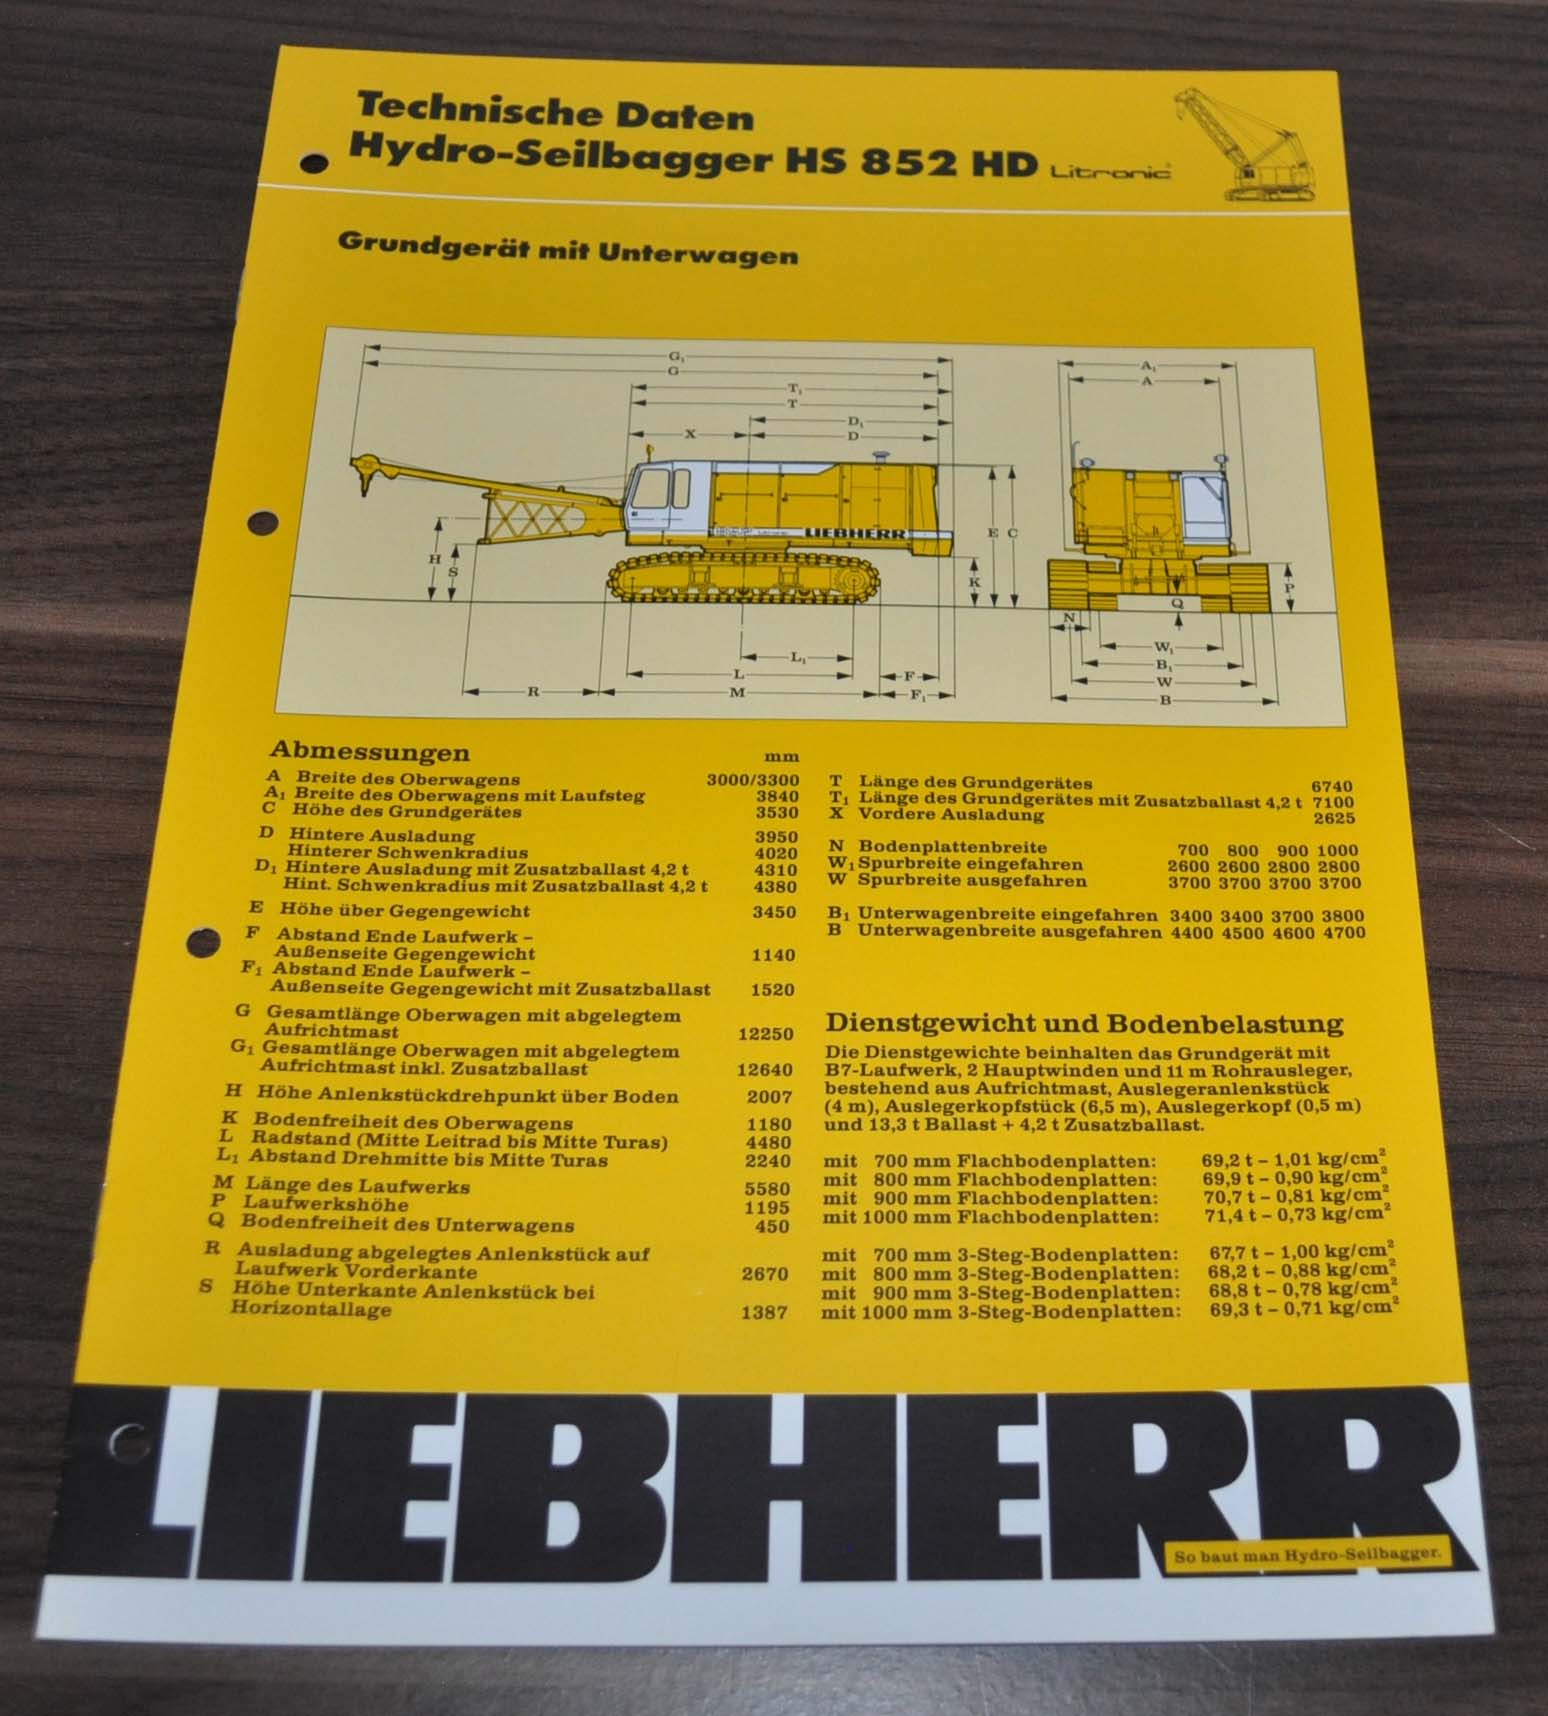 Technische Daten
Hydro-Seilbagger HS 852 HD Litronic®
Grundgerät mit Unterwagen
G₁
G
T₁
T
D₁
X D
A₁
A
E C
H
S
K
LIEBHERR
P
Q
N
L₁
L
F
R M F₁
W₁
B₁
W
B
Abmessungen mm
A Breite des Oberwagens 3000/3300
A₁ Breite des Oberwagens mit Laufsteg 3840
C Höhe des Grundgerätes 3530
D Hintere Ausladung 3950
Hinterer Schwenkradius 4020
D₁ Hintere Ausladung mit Zusatzballast 4,2 t 4310
Hint. Schwenkradius mit Zusatzballast 4,2 t 4380
E Höhe über Gegengewicht 3450
F Abstand Ende Laufwerk –
Außenseite Gegengewicht 1140
F₁ Abstand Ende Laufwerk –
Außenseite Gegengewicht mit Zusatzballast 1520
G Gesamtlänge Oberwagen mit abgelegtem
Aufrichtmast 12250
G₁ Gesamtlänge Oberwagen mit abgelegtem
Aufrichtmast inkl. Zusatzballast 12640
H Höhe Anlenkstückdrehpunkt über Boden 2007
K Bodenfreiheit des Oberwagens 1180
L Radstand (Mitte Leitrad bis Mitte Turas) 4480
L₁ Abstand Drehmitte bis Mitte Turas 2240
M Länge des Laufwerks 5580
P Laufwerkshöhe 1195
Q Bodenfreiheit des Unterwagens 450
R Ausladung abgelegtes Anlenkstück auf
Laufwerk Vorderkante 2670
S Höhe Unterkante Anlenkstück bei
Horizontallage 1387
T Länge des Grundgerätes 6740
T₁ Länge des Grundgerätes mit Zusatzballast 4,2 t 7100
X Vordere Ausladung 2625
N Bodenplattenbreite 700 800 900 1000
W₁ Spurbreite eingefahren 2600 2600 2800 2800
W Spurbreite ausgefahren 3700 3700 3700 3700
B₁ Unterwagenbreite eingefahren 3400 3400 3700 3800
B Unterwagenbreite ausgefahren 4400 4500 4600 4700
Dienstgewicht und Bodenbelastung
Die Dienstgewichte beinhalten das Grundgerät mit
B7-Laufwerk, 2 Hauptwinden und 11 m Rohrausleger,
bestehend aus Aufrichtmast, Auslegeranlenkstück
(4 m), Auslegerkopfstück (6,5 m), Auslegerkopf (0,5 m)
und 13,3 t Ballast + 4,2 t Zusatzballast.
mit 700 mm Flachbodenplatten: 69,2 t – 1,01 kg/cm²
mit 800 mm Flachbodenplatten: 69,9 t – 0,90 kg/cm²
mit 900 mm Flachbodenplatten: 70,7 t – 0,81 kg/cm²
mit 1000 mm Flachbodenplatten: 71,4 t – 0,73 kg/cm²
mit 700 mm 3-Steg-Bodenplatten: 67,7 t – 1,00 kg/cm²
mit 800 mm 3-Steg-Bodenplatten: 68,2 t – 0,88 kg/cm²
mit 900 mm 3-Steg-Bodenplatten: 68,8 t – 0,78 kg/cm²
mit 1000 mm 3-Steg-Bodenplatten: 69,3 t – 0,71 kg/cm²
LIEBHERR
So baut man Hydro-Seilbagger.